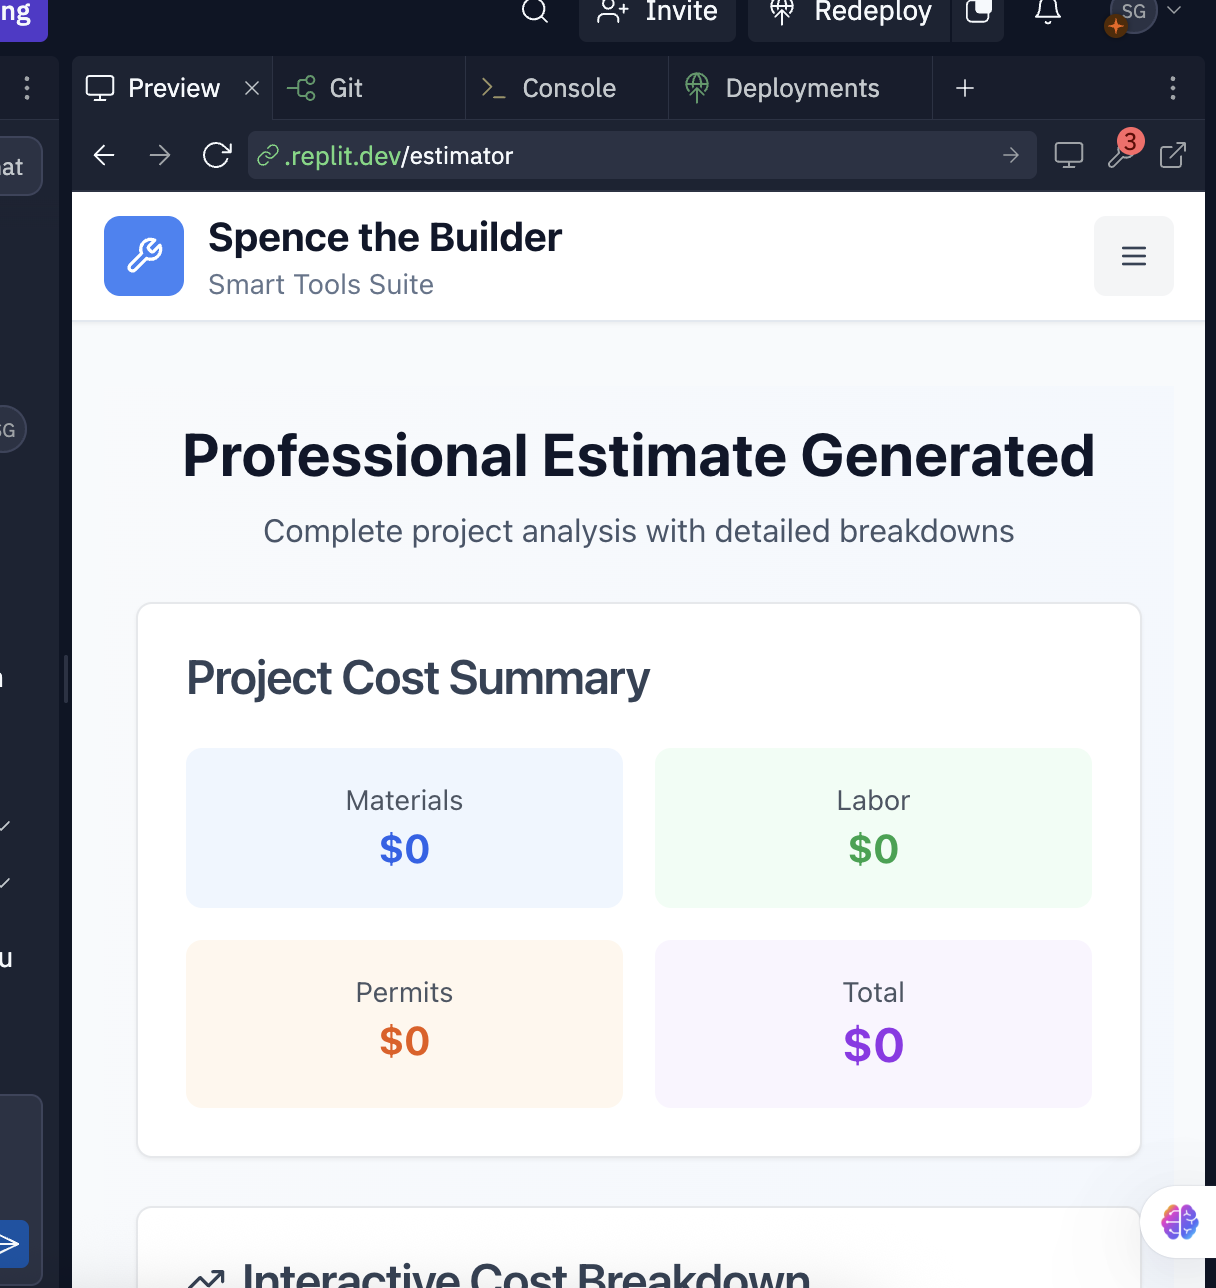 ng
Invite
Redeploy
SG
Preview
Git
Console
Deployments
at
.replit.dev/estimator
3
Spence the Builder
Smart Tools Suite
SG
Professional Estimate Generated
Complete project analysis with detailed breakdowns
Project Cost Summary
Materials
$0
Labor
$0
Permits
$0
Total
$0
u
Interactive Cost Breakdown